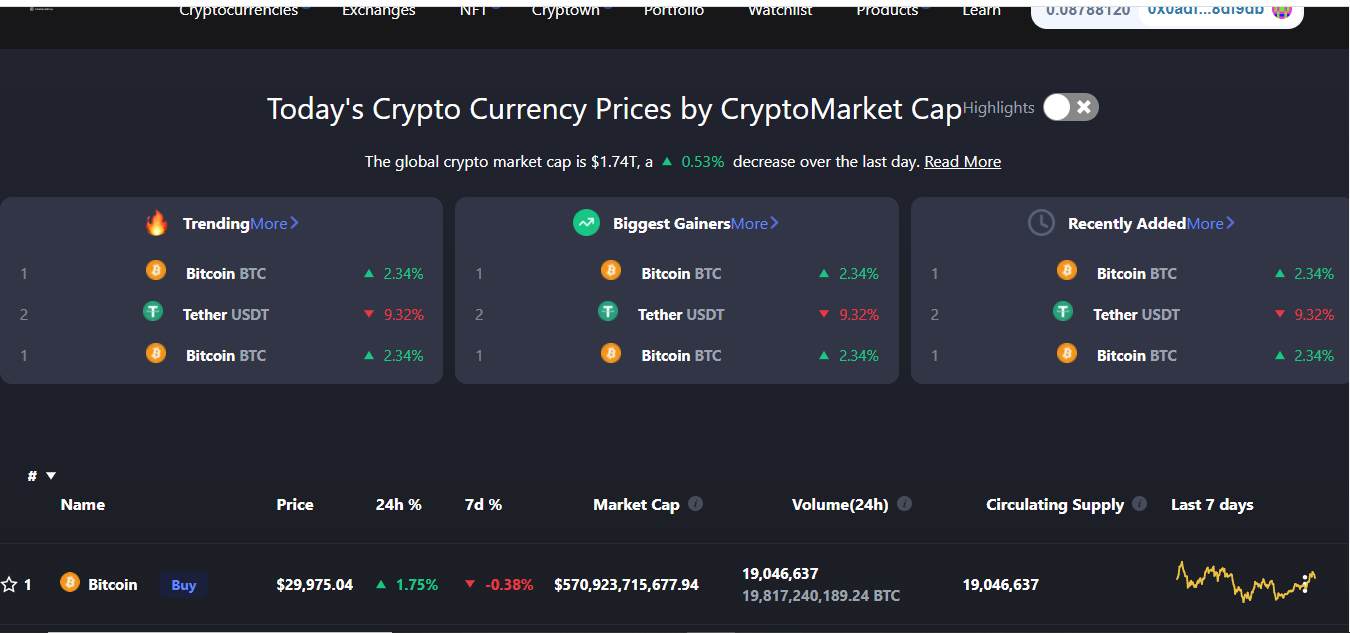 Cryptocurrencies Exchanges NFT Cryptown Portfolio Watchlist Products Learn 0.08788120 0x0adf...8df9db
Today's Crypto Currency Prices by CryptoMarket Cap Highlights
The global crypto market cap is $1.74T, a ▲ 0.53% decrease over the last day. Read More
Trending More
1 Bitcoin BTC ▲ 2.34%
2 Tether USDT ▼ 9.32%
1 Bitcoin BTC ▲ 2.34%
Biggest Gainers More
1 Bitcoin BTC ▲ 2.34%
2 Tether USDT ▼ 9.32%
1 Bitcoin BTC ▲ 2.34%
Recently Added More
1 Bitcoin BTC ▲ 2.34%
2 Tether USDT ▼ 9.32%
1 Bitcoin BTC ▲ 2.34%
# ▼
Name Price 24h % 7d % Market Cap Volume(24h) Circulating Supply Last 7 days
1 Bitcoin Buy $29,975.04 ▲ 1.75% ▼ -0.38% $570,923,715,677.94 19,046,637 19,046,637
19,817,240,189.24 BTC